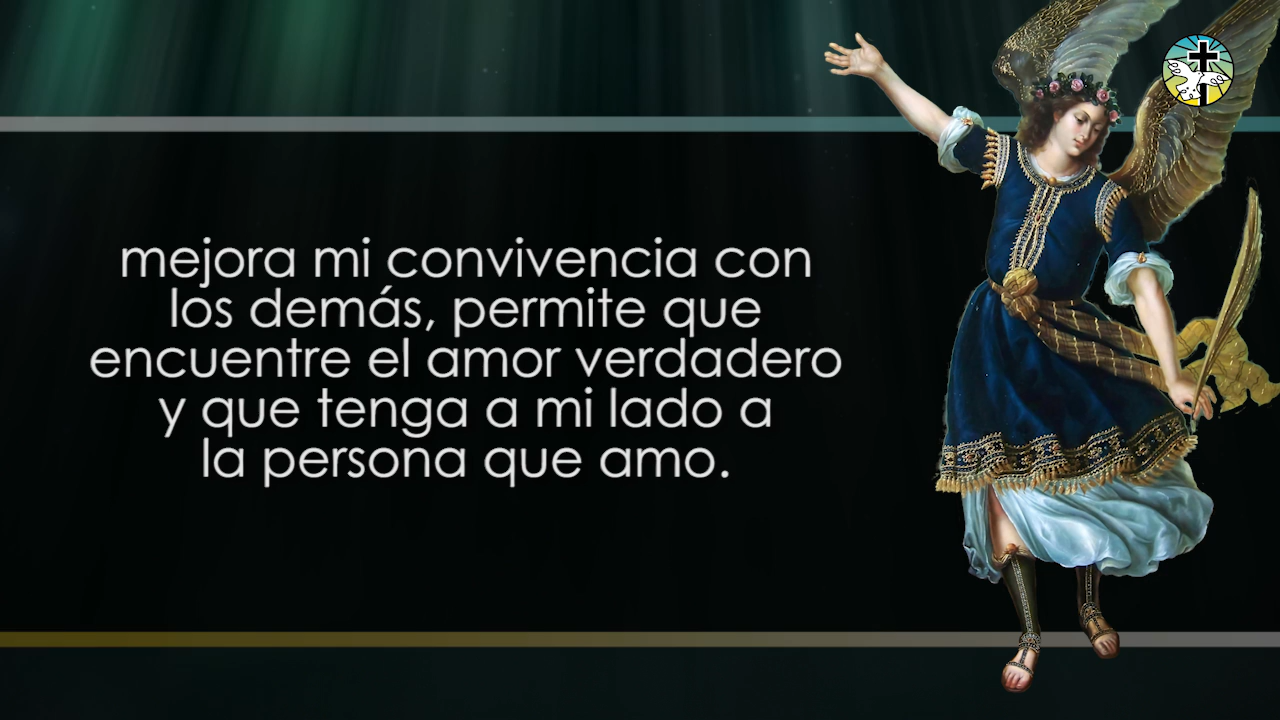 mejora mi convivencia con
los demás, permite que
encuentre el amor verdadero
y que tenga a mi lado a
la persona que amo.